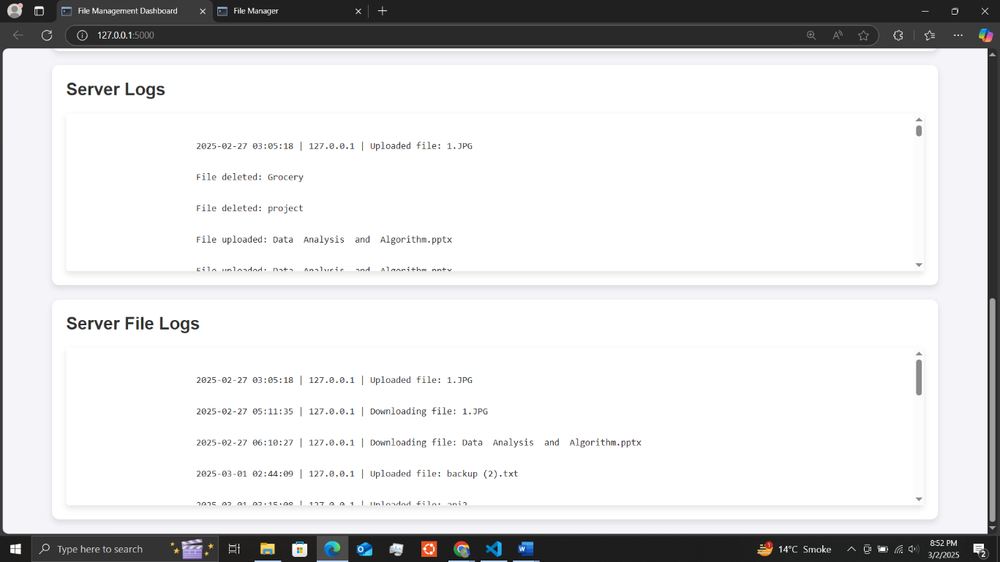 File Management Dashboard
File Manager
127.0.0.1:5000
Server Logs
2025-02-27 03:05:18 | 127.0.0.1 | Uploaded file: 1.JPG
File deleted: Grocery
File deleted: project
File uploaded: Data  Analysis  and  Algorithm.pptx
File uploaded: Data  Analysis  and  Algorithm.pptx
Server File Logs
2025-02-27 03:05:18 | 127.0.0.1 | Uploaded file: 1.JPG
2025-02-27 05:11:35 | 127.0.0.1 | Downloading file: 1.JPG
2025-02-27 06:10:27 | 127.0.0.1 | Downloading file: Data  Analysis  and  Algorithm.pptx
2025-03-01 02:44:09 | 127.0.0.1 | Uploaded file: backup (2).txt
2025-03-01 03:15:08 | 127.0.0.1 | Uploaded file: api2
Type here to search
1
14°C Smoke
8:52 PM
3/2/2025
2